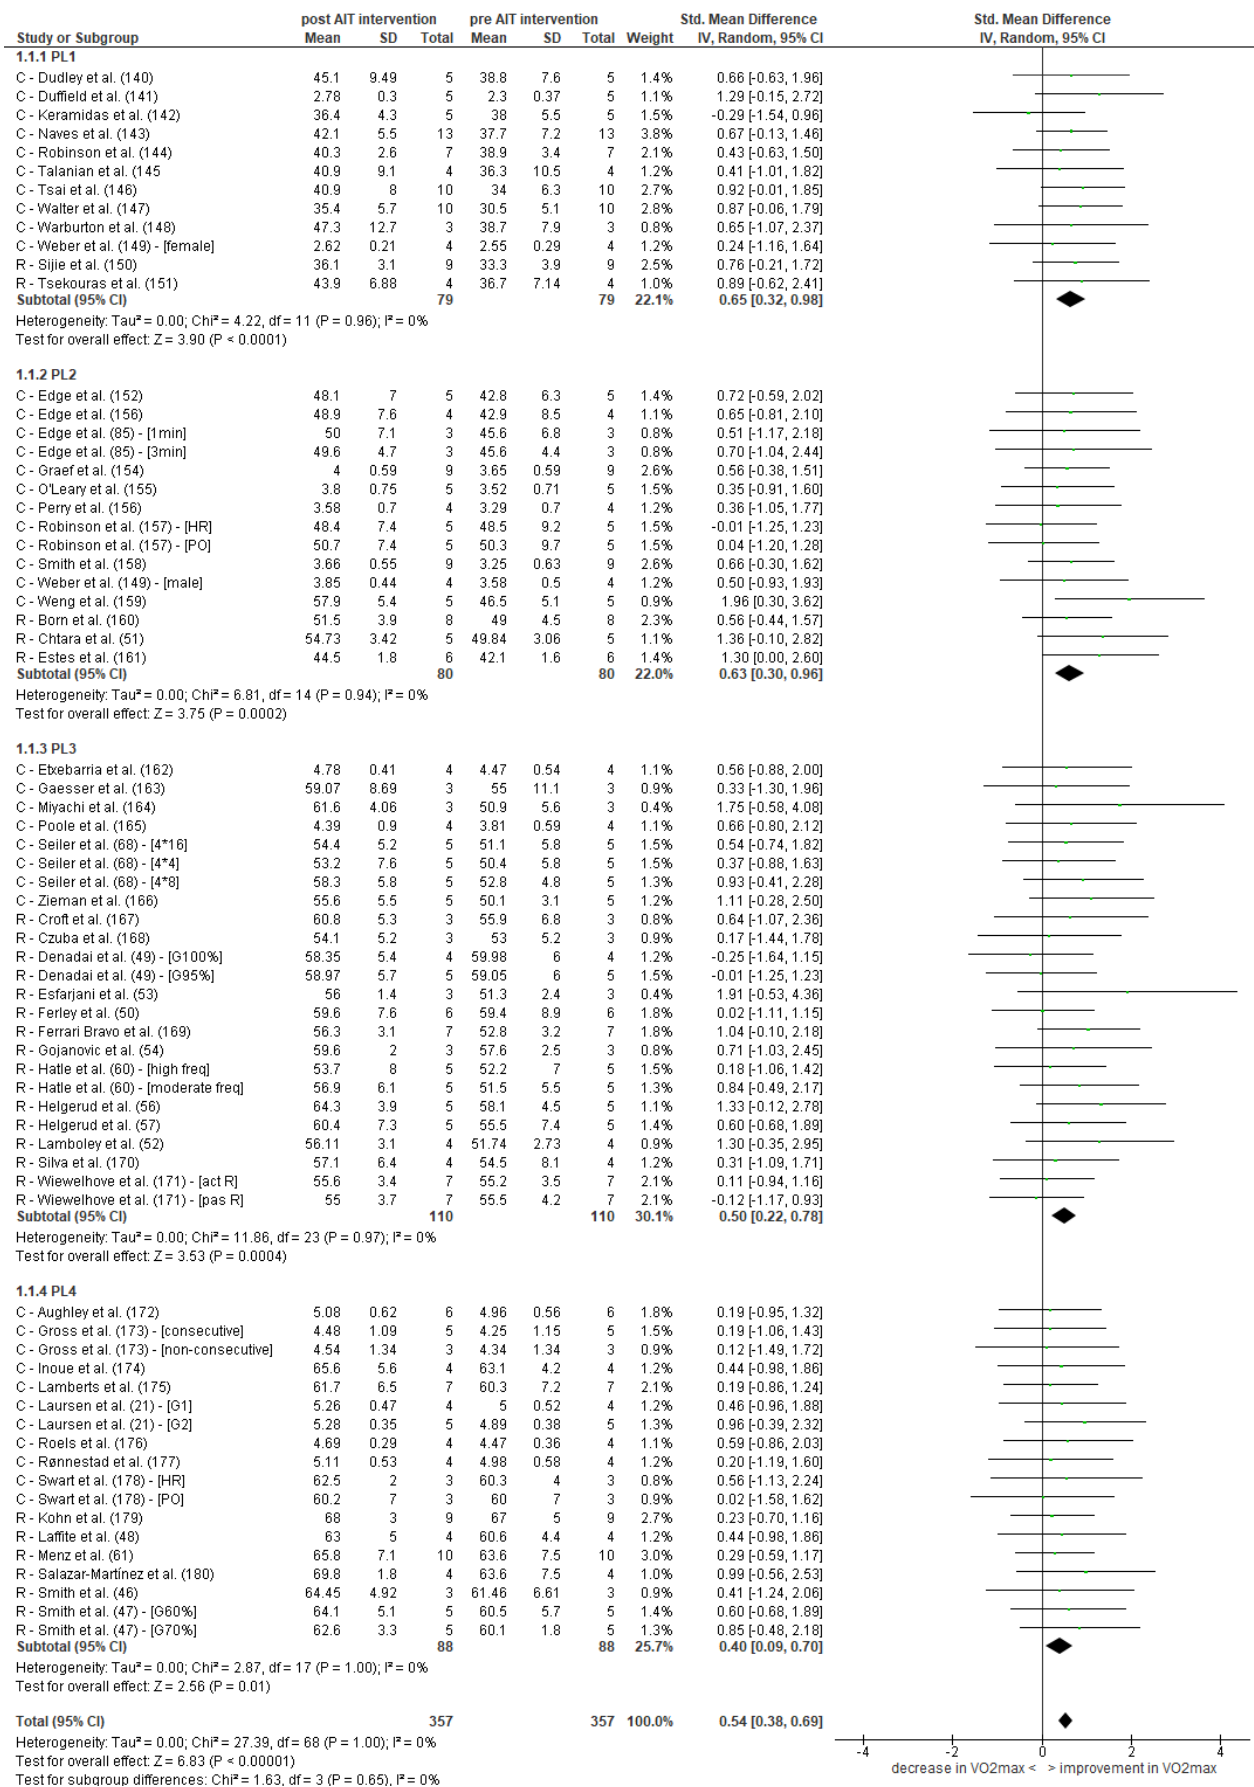 post AIT intervention pre AIT intervention Std. Mean Difference Std. Mean Difference
Study or Subgroup Mean SD Total Mean SD Total Weight IV, Random, 95% CI IV, Random, 95% CI
1.1.1 PL1
C - Dudley et al. (140) 45.1 9.49 5 38.8 7.6 5 1.4% 0.66 [-0.63, 1.96]
C - Duffield et al. (141) 2.78 0.3 5 2.3 0.37 5 1.1% 1.29 [-0.15, 2.72]
C - Keramidas et al. (142) 36.4 4.3 5 38 5.5 5 1.5% -0.29 [-1.54, 0.96]
C - Naves et al. (143) 42.1 5.5 13 37.7 7.2 13 3.8% 0.67 [-0.13, 1.46]
C - Robinson et al. (144) 40.3 2.6 7 38.9 3.4 7 2.1% 0.43 [-0.63, 1.50]
C - Talanian et al. (145 40.9 9.1 4 36.3 10.5 4 1.2% 0.41 [-1.01, 1.82]
C - Tsai et al. (146) 40.9 8 10 34 6.3 10 2.7% 0.92 [-0.01, 1.85]
C - Walter et al. (147) 35.4 5.7 10 30.5 5.1 10 2.8% 0.87 [-0.06, 1.79]
C - Warburton et al. (148) 47.3 12.7 3 38.7 7.9 3 0.8% 0.65 [-1.07, 2.37]
C - Weber et al. (149) - [female] 2.62 0.21 4 2.55 0.29 4 1.2% 0.24 [-1.16, 1.64]
R - Sijie et al. (150) 36.1 3.1 9 33.3 3.9 9 2.5% 0.76 [-0.21, 1.72]
R - Tsekouras et al. (151) 43.9 6.88 4 36.7 7.14 4 1.0% 0.89 [-0.62, 2.41]
Subtotal (95% CI) 79 79 22.1% 0.65 [0.32, 0.98]
Heterogeneity: Tau² = 0.00; Chi² = 4.22, df = 11 (P = 0.96); I² = 0%
Test for overall effect: Z = 3.90 (P < 0.0001)
1.1.2 PL2
C - Edge et al. (152) 48.1 7 5 42.8 6.3 5 1.4% 0.72 [-0.59, 2.02]
C - Edge et al. (156) 48.9 7.6 4 42.9 8.5 4 1.1% 0.65 [-0.81, 2.10]
C - Edge et al. (85) - [1min] 50 7.1 3 45.6 6.8 3 0.8% 0.51 [-1.17, 2.18]
C - Edge et al. (85) - [3min] 49.6 4.7 3 45.6 4.4 3 0.8% 0.70 [-1.04, 2.44]
C - Graef et al. (154) 4 0.59 9 3.65 0.59 9 2.6% 0.56 [-0.38, 1.51]
C - O'Leary et al. (155) 3.8 0.75 5 3.52 0.71 5 1.5% 0.35 [-0.91, 1.60]
C - Perry et al. (156) 3.58 0.7 4 3.29 0.7 4 1.2% 0.36 [-1.05, 1.77]
C - Robinson et al. (157) - [HR] 48.4 7.4 5 48.5 9.2 5 1.5% -0.01 [-1.25, 1.23]
C - Robinson et al. (157) - [PO] 50.7 7.4 5 50.3 9.7 5 1.5% 0.04 [-1.20, 1.28]
C - Smith et al. (158) 3.66 0.55 9 3.25 0.63 9 2.6% 0.66 [-0.30, 1.62]
C - Weber et al. (149) - [male] 3.85 0.44 4 3.58 0.5 4 1.2% 0.50 [-0.93, 1.93]
C - Weng et al. (159) 57.9 5.4 5 46.5 5.1 5 0.9% 1.96 [0.30, 3.62]
R - Born et al. (160) 51.5 3.9 8 49 4.5 8 2.3% 0.56 [-0.44, 1.57]
R - Chtara et al. (51) 54.73 3.42 5 49.84 3.06 5 1.1% 1.36 [-0.10, 2.82]
R - Estes et al. (161) 44.5 1.8 6 42.1 1.6 6 1.4% 1.30 [0.00, 2.60]
Subtotal (95% CI) 80 80 22.0% 0.63 [0.30, 0.96]
Heterogeneity: Tau² = 0.00; Chi² = 6.81, df = 14 (P = 0.94); I² = 0%
Test for overall effect: Z = 3.75 (P = 0.0002)
1.1.3 PL3
C - Etxebarria et al. (162) 4.78 0.41 4 4.47 0.54 4 1.1% 0.56 [-0.88, 2.00]
C - Gaesser et al. (163) 59.07 8.69 3 55 11.1 3 0.9% 0.33 [-1.30, 1.96]
C - Miyachi et al. (164) 61.6 4.06 3 50.9 5.6 3 0.4% 1.75 [-0.58, 4.08]
C - Poole et al. (165) 4.39 0.9 4 3.81 0.59 4 1.1% 0.66 [-0.80, 2.12]
C - Seiler et al. (68) - [4*16] 54.4 5.2 5 51.1 5.8 5 1.4% 0.54 [-0.74, 1.82]
C - Seiler et al. (68) - [4*4] 53.2 7.6 5 50.4 5.8 5 1.5% 0.37 [-0.88, 1.63]
C - Seiler et al. (68) - [4*8] 58.3 5.8 5 52.8 4.8 5 1.3% 0.93 [-0.41, 2.28]
C - Zieman et al. (166) 55.6 5.5 5 50.1 3.1 5 1.2% 1.11 [-0.28, 2.50]
R - Croft et al. (167) 60.8 5.3 3 55.9 6.8 3 0.8% 0.64 [-1.07, 2.36]
R - Czuba et al. (168) 54.1 5.2 3 53 5.2 3 0.9% 0.17 [-1.44, 1.78]
R - Denadai et al. (49) - [G100%] 58.35 5.4 4 59.98 6 4 1.2% -0.25 [-1.64, 1.15]
R - Denadai et al. (49) - [G95%] 58.97 5.7 5 59.05 6 5 1.5% -0.01 [-1.25, 1.23]
R - Esfarjani et al. (53) 56 1.4 3 51.3 2.4 3 0.4% 1.91 [-0.53, 4.36]
R - Ferley et al. (50) 59.6 7.6 6 59.4 8.9 6 1.8% 0.02 [-1.11, 1.15]
R - Ferrari Bravo et al. (169) 56.3 3.1 7 52.8 3.2 7 1.8% 1.04 [-0.10, 2.18]
R - Gojanovic et al. (54) 59.6 2 3 57.6 2.5 3 0.8% 0.71 [-1.03, 2.45]
R - Hatle et al. (60) - [high freq] 53.7 8 5 52.2 7 5 1.5% 0.18 [-1.06, 1.42]
R - Hatle et al. (60) - [moderate freq] 56.9 6.1 5 51.5 5.5 5 1.3% 0.84 [-0.49, 2.17]
R - Helgerud et al. (56) 64.3 3.9 5 58.1 4.5 5 1.1% 1.33 [-0.12, 2.78]
R - Helgerud et al. (57) 60.4 7.3 5 55.5 7.4 5 1.4% 0.60 [-0.68, 1.89]
R - Lamboley et al. (52) 56.11 3.1 4 51.74 2.73 4 0.9% 1.30 [-0.35, 2.95]
R - Silva et al. (170) 57.1 6.4 4 54.5 8.1 4 1.2% 0.31 [-1.09, 1.71]
R - Wiewelhove et al. (171) - [act R] 55.6 3.4 7 55.2 3.5 7 2.1% 0.11 [-0.94, 1.16]
R - Wiewelhove et al. (171) - [pas R] 55 3.7 7 55.5 4.2 7 2.1% -0.12 [-1.17, 0.93]
Subtotal (95% CI) 110 110 30.1% 0.50 [0.22, 0.78]
Heterogeneity: Tau² = 0.00; Chi² = 11.86, df = 23 (P = 0.97); I² = 0%
Test for overall effect: Z = 3.53 (P = 0.0004)
1.1.4 PL4
C - Aughley et al. (172) 5.08 0.62 6 4.96 0.56 6 1.8% 0.19 [-0.95, 1.32]
C - Gross et al. (173) - [consecutive] 4.48 1.09 5 4.25 1.15 5 1.5% 0.19 [-1.06, 1.43]
C - Gross et al. (173) - [non-consecutive] 4.54 1.34 3 4.34 1.34 3 0.9% 0.12 [-1.49, 1.72]
C - Inoue et al. (174) 65.6 5.6 4 63.1 4.2 4 1.2% 0.44 [-0.98, 1.86]
C - Lamberts et al. (175) 61.7 6.5 7 60.3 7.2 7 2.1% 0.19 [-0.86, 1.24]
C - Laursen et al. (21) - [G1] 5.26 0.47 4 5 0.52 4 1.2% 0.46 [-0.96, 1.88]
C - Laursen et al. (21) - [G2] 5.28 0.35 5 4.89 0.38 5 1.3% 0.96 [-0.39, 2.32]
C - Roels et al. (176) 4.69 0.29 4 4.47 0.36 4 1.1% 0.59 [-0.86, 2.03]
C - Rønnestad et al. (177) 5.11 0.53 4 4.98 0.58 4 1.2% 0.20 [-1.19, 1.60]
C - Swart et al. (178) - [HR] 62.5 2 3 60.3 4 3 0.8% 0.56 [-1.13, 2.24]
C - Swart et al. (178) - [PO] 60.2 7 3 60 7 3 0.9% 0.02 [-1.58, 1.62]
R - Kohn et al. (179) 68 3 9 67 5 9 2.7% 0.23 [-0.70, 1.16]
R - Laffite et al. (48) 63 5 4 60.6 4.4 4 1.2% 0.44 [-0.98, 1.86]
R - Menz et al. (61) 65.8 7.1 10 63.6 7.5 10 3.0% 0.29 [-0.59, 1.17]
R - Salazar-Martínez et al. (180) 69.8 1.8 4 63.6 7.5 4 1.0% 0.99 [-0.56, 2.53]
R - Smith et al. (46) 64.45 4.92 3 61.46 6.61 3 0.9% 0.41 [-1.24, 2.06]
R - Smith et al. (47) - [G60%] 64.1 5.1 5 60.5 5.7 5 1.4% 0.60 [-0.68, 1.89]
R - Smith et al. (47) - [G70%] 62.6 3.3 5 60.1 1.8 5 1.3% 0.85 [-0.48, 2.18]
Subtotal (95% CI) 88 88 25.7% 0.40 [0.09, 0.70]
Heterogeneity: Tau² = 0.00; Chi² = 2.87, df = 17 (P = 1.00); I² = 0%
Test for overall effect: Z = 2.56 (P = 0.01)
Total (95% CI) 357 357 100.0% 0.54 [0.38, 0.69]
Heterogeneity: Tau² = 0.00; Chi² = 27.39, df = 68 (P = 1.00); I² = 0%
Test for overall effect: Z = 6.83 (P < 0.00001)
Test for subgroup differences: Chi² = 1.63, df = 3 (P = 0.65), I² = 0%
-4 -2 0 2 4
decrease in VO2max < > improvement in VO2max